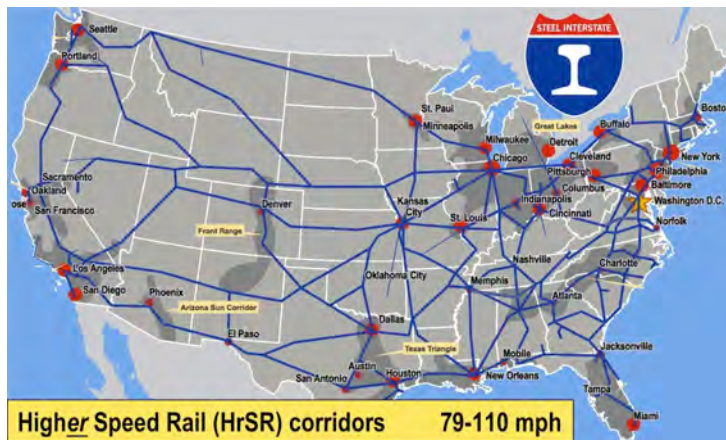 STEEL INTERSTATE
Seattle
Portland
St. Paul
Minneapolis
Milwaukee
Great Lakes
Detroit
Buffalo
Bosto
Chicago
Cleveland
New York
Pittsburgh
Philadelphia
Baltimore
Columbus
Washington D.C.
Sacramento
Oakland
ose
San Francisco
Denver
Kansas
City
St. Louis
Indianapolis
Cincinnati
Norfolk
Front Range
Nashville
Charlotte
Los Angeles
San Diego
Phoenix
Arizona Sun Corridor
Oklahoma City
Memphis
Atlanta
El Paso
Dallas
Texas Triangle
Austin
San Antonio
Houston
Mobile
New Orleans
Jacksonville
Tampa
Miami
Higher Speed Rail (HrSR) corridors 79-110 mph